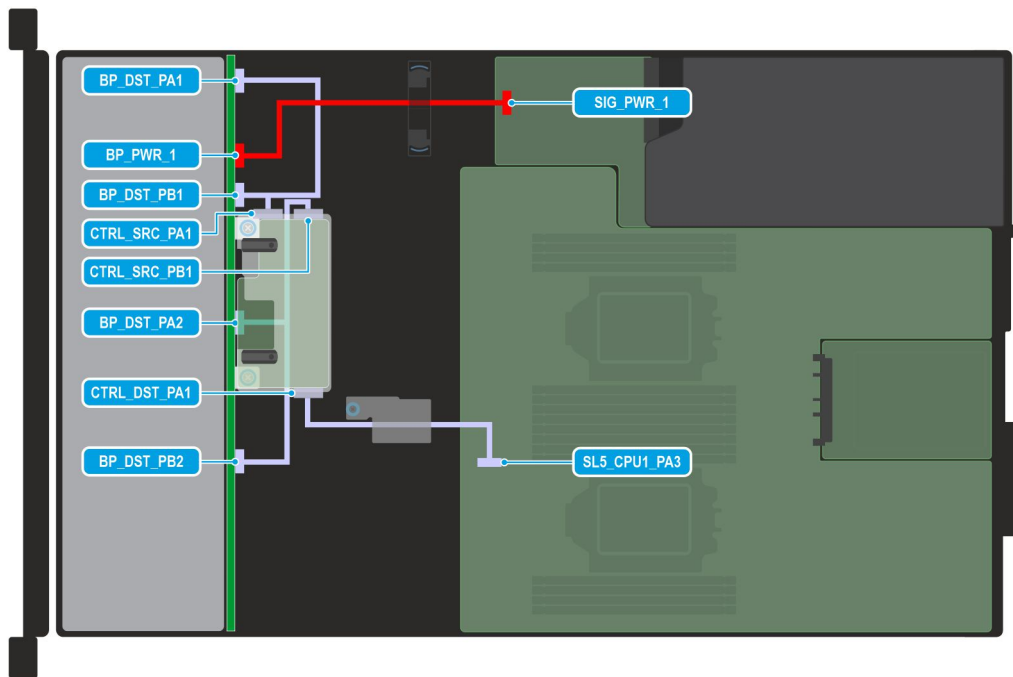 BP_DST_PA1
SIG_PWR_1
BP_PWR_1
BP_DST_PB1
CTRL_SRC_PA1
CTRL_SRC_PB1
BP_DST_PA2
CTRL_DST_PA1
BP_DST_PB2
SL5_CPU1_PA3